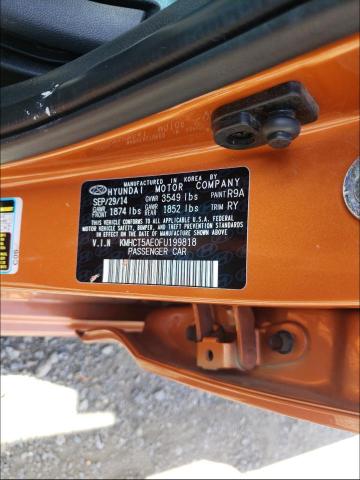 MANUFACTURED IN KOREA BY
HYUNDAI MOTOR COMPANY
SEP/29/14 GVWR 3549 lbs PAINT R9A
GAWR FRONT 1874 lbs GAWR REAR 1852 lbs TRIM RY
THIS VEHICLE CONFORMS TO ALL APPLICABLE U.S.A. FEDERAL
MOTOR VEHICLE SAFETY, BUMPER, AND THEFT PREVENTION STANDARDS
IN EFFECT ON THE DATE OF MANUFACTURE SHOWN ABOVE.
V.I.N KMHCT5AE0FU199818
PASSENGER CAR